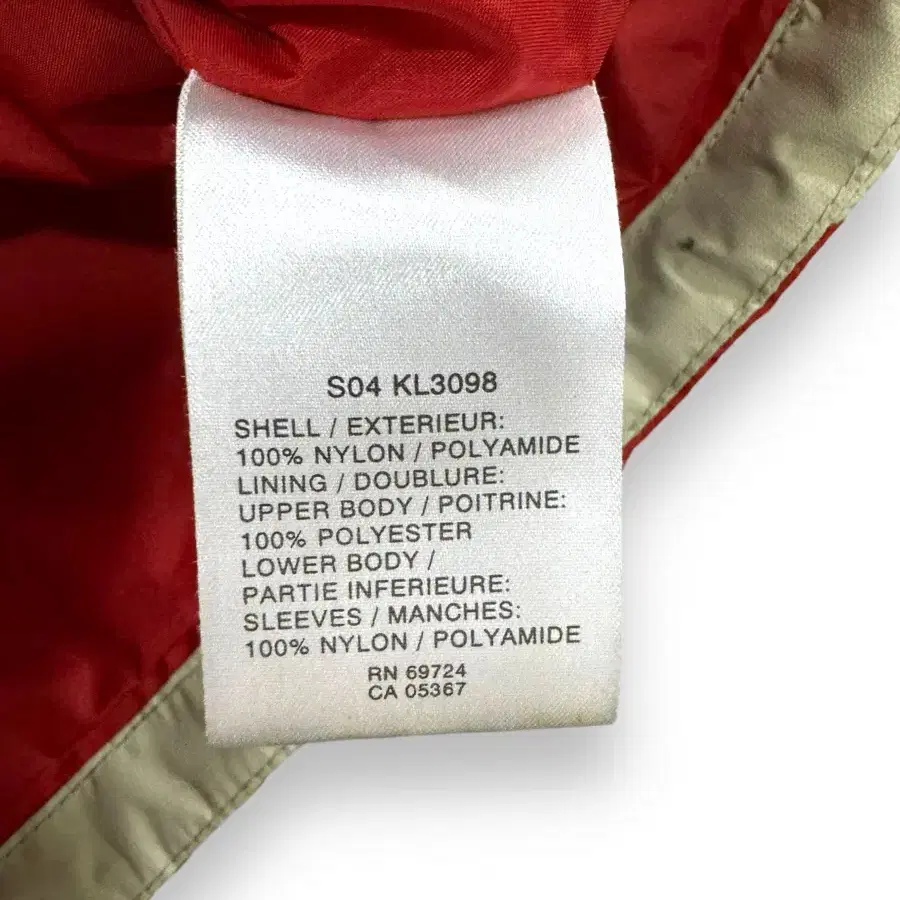 S04 KL3098
SHELL / EXTERIEUR:
100% NYLON / POLYAMIDE
LINING / DOUBLURE:
UPPER BODY / POITRINE:
100% POLYESTER
LOWER BODY /
PARTIE INFERIEURE:
SLEEVES / MANCHES:
100% NYLON / POLYAMIDE
RN 69724
CA 05367